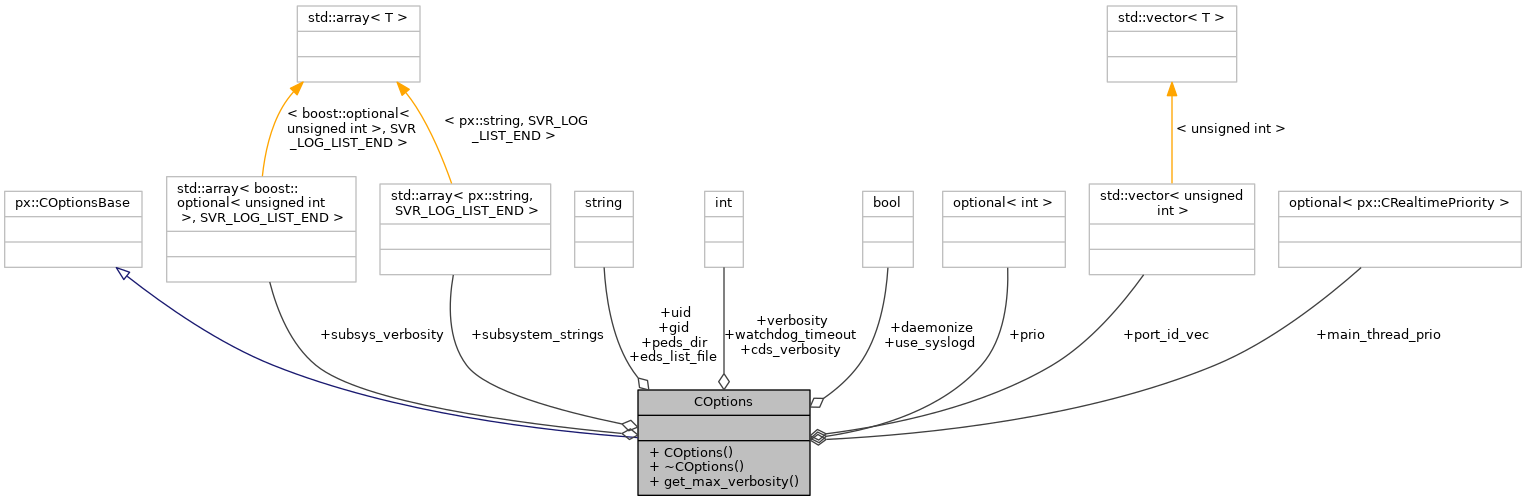 std::array< T >
std::vector< T >
< boost::optional<
unsigned int >, SVR
_LOG_LIST_END >
< px::string, SVR_LOG
_LIST_END >
< unsigned int >
px::COptionsBase
std::array< boost::
optional< unsigned int
>, SVR_LOG_LIST_END >
std::array< px::string,
SVR_LOG_LIST_END >
string
int
bool
optional< int >
std::vector< unsigned
int >
optional< px::CRealtimePriority >
+subsys_verbosity
+subsystem_strings
+uid
+gid
+peds_dir
+eds_list_file
+verbosity
+watchdog_timeout
+cds_verbosity
+daemonize
+use_syslogd
+prio
+port_id_vec
+main_thread_prio
COptions
+ COptions()
+ ~COptions()
+ get_max_verbosity()